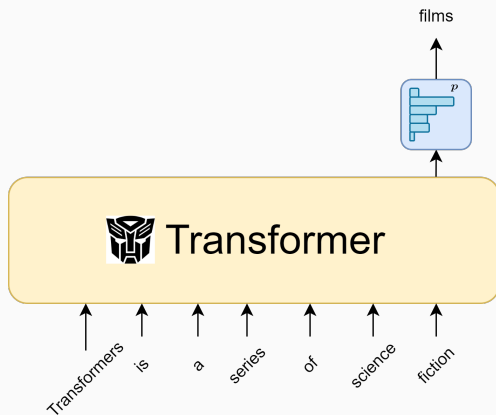 films
p
Transformer
Transformers is a series of science fiction